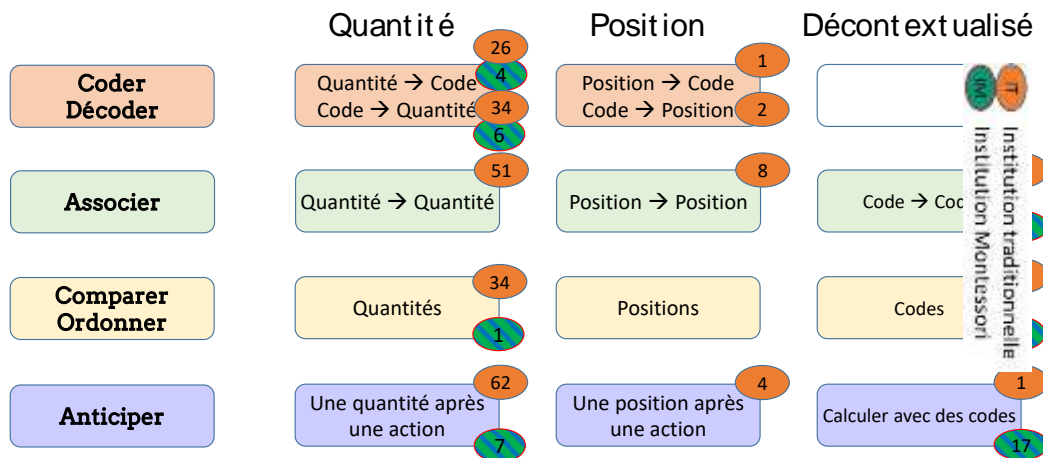 Quantité
Position
Décontextualisé
26
1
Coder
Décoder
Quantité → Code
4
Code → Quantité
34
6
Position → Code
Code → Position
2
IM
IT
Institution Montessori
Institution traditionnelle
51
8
Associer
Quantité → Quantité
Position → Position
Code →
34
Comparer
Ordonner
Quantités
1
Positions
Codes
62
4
1
Anticiper
Une quantité après
une action
7
Une position après
une action
Calculer avec des codes
17